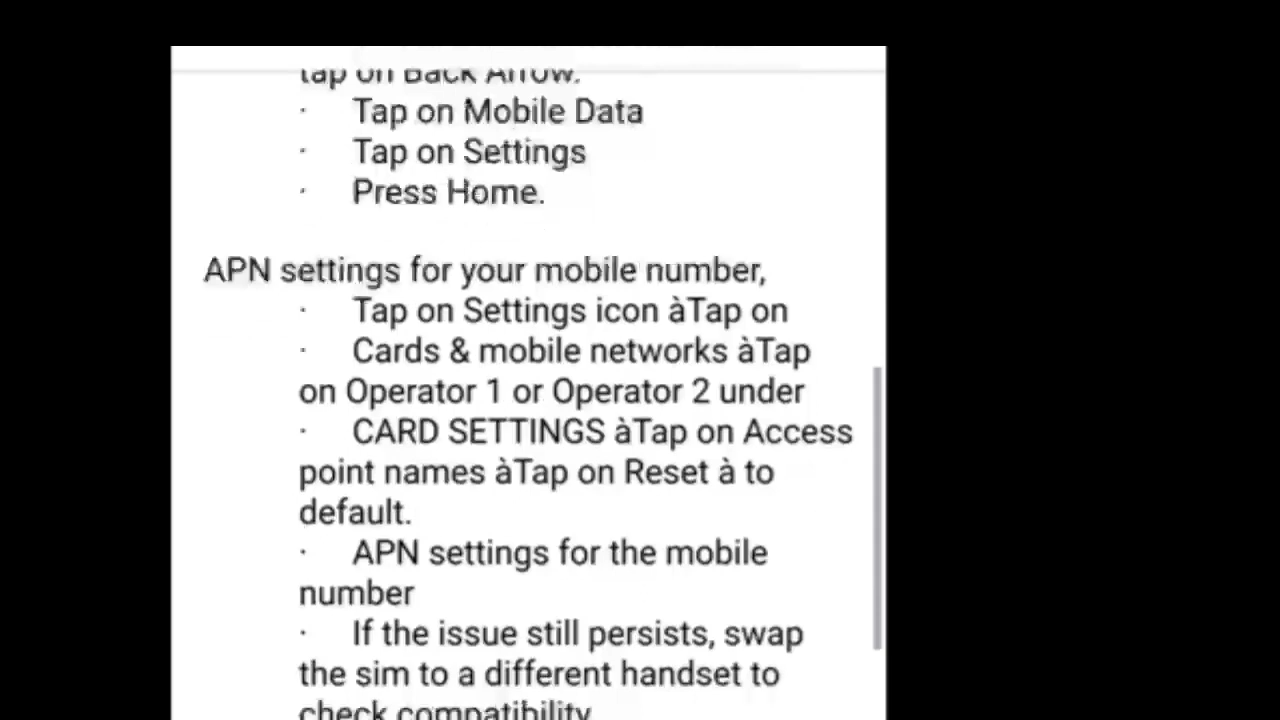 tap on Back Arrow.
· Tap on Mobile Data
· Tap on Settings
· Press Home.
APN settings for your mobile number,
· Tap on Settings icon àTap on
· Cards & mobile networks àTap
on Operator 1 or Operator 2 under
· CARD SETTINGS àTap on Access
point names àTap on Reset à to
default.
· APN settings for the mobile
number
· If the issue still persists, swap
the sim to a different handset to
check compatibility